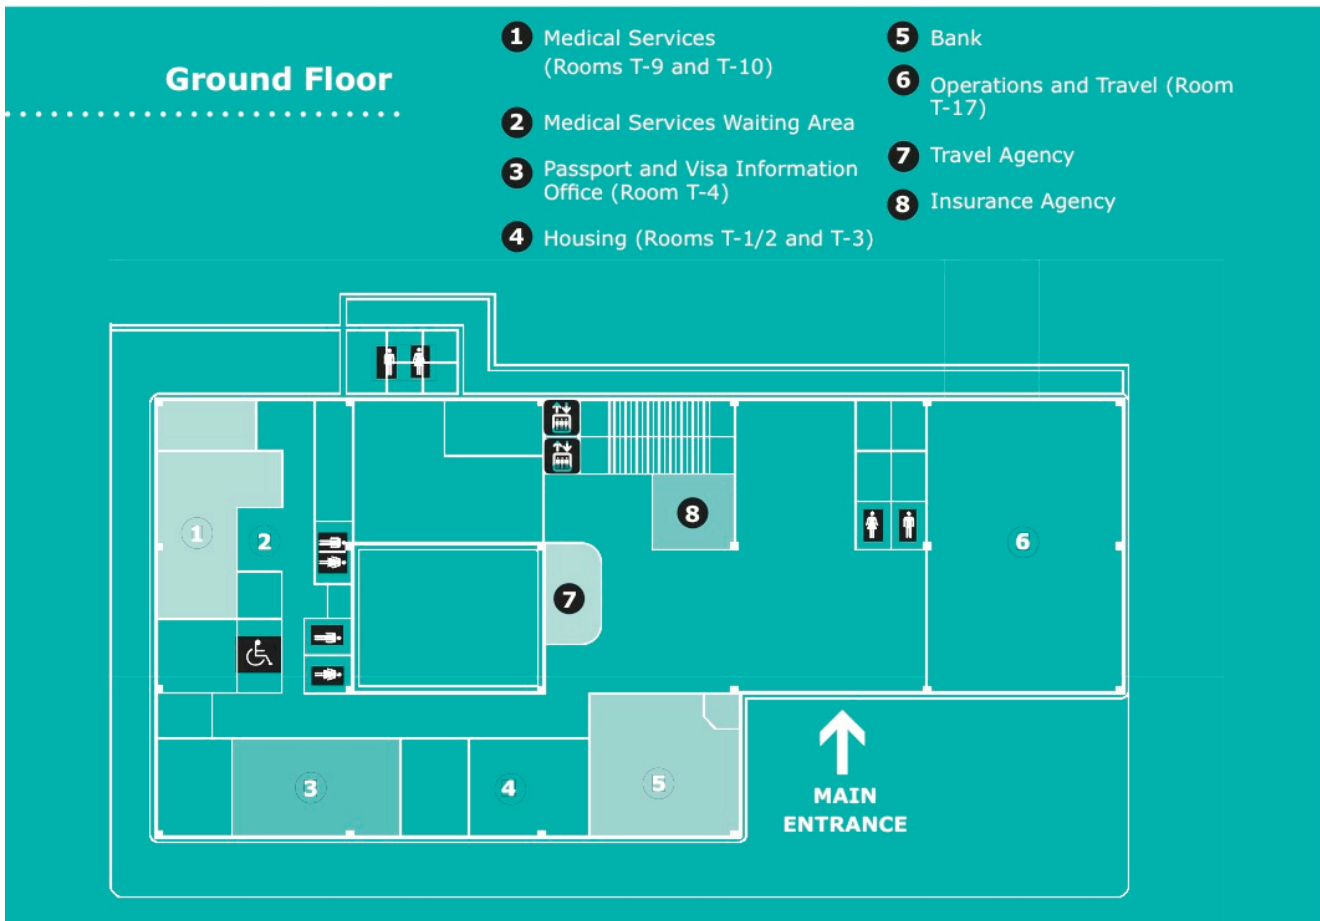 Ground Floor
1 Medical Services
(Rooms T-9 and T-10)
2 Medical Services Waiting Area
3 Passport and Visa Information
Office (Room T-4)
4 Housing (Rooms T-1/2 and T-3)
5 Bank
6 Operations and Travel (Room
T-17)
7 Travel Agency
8 Insurance Agency
1
2
8
6
7
3
4
5
MAIN
ENTRANCE